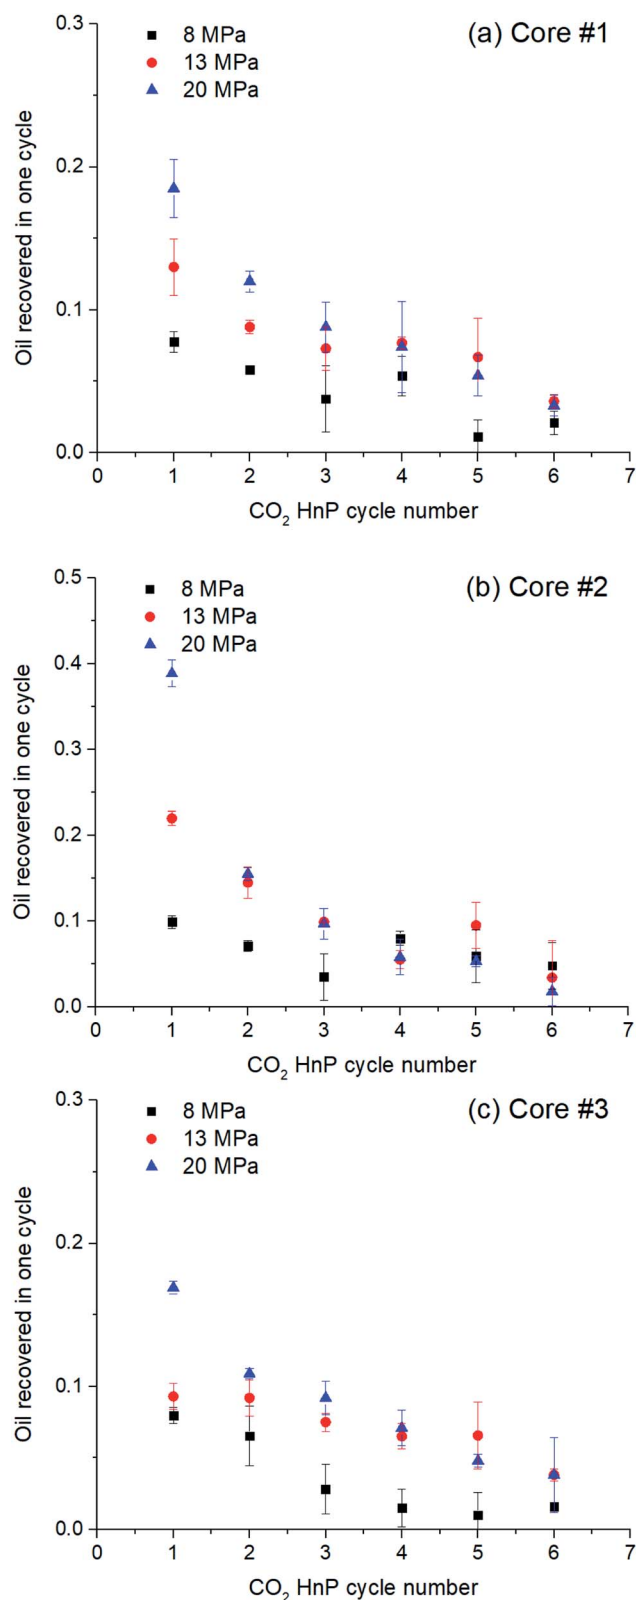 (a) Core #1
8 MPa
13 MPa
20 MPa
Oil recovered in one cycle
0.3
0.2
0.1
0.0
0 1 2 3 4 5 6 7
CO₂ HnP cycle number
(b) Core #2
8 MPa
13 MPa
20 MPa
Oil recovered in one cycle
0.5
0.4
0.3
0.2
0.1
0.0
0 1 2 3 4 5 6 7
CO₂ HnP cycle number
(c) Core #3
8 MPa
13 MPa
20 MPa
Oil recovered in one cycle
0.3
0.2
0.1
0.0
0 1 2 3 4 5 6 7
CO₂ HnP cycle number